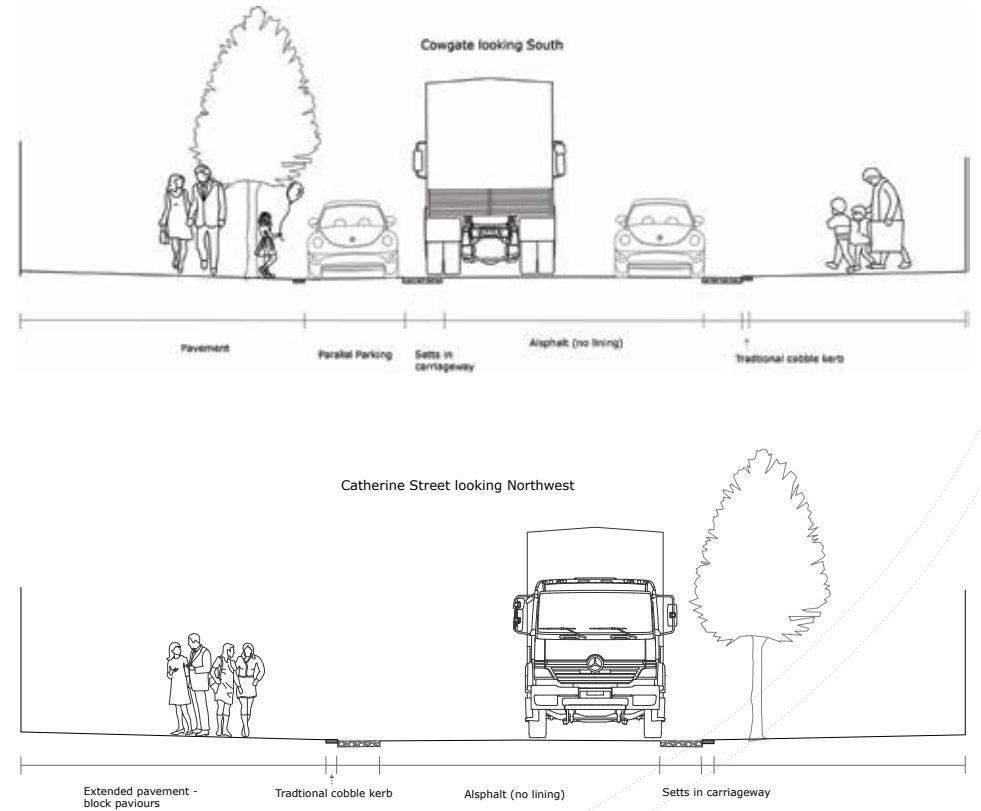 Cowgate looking South
Pavement
Parallel Parking
Setts in
carriageway
Alsphalt (no lining)
Tradtional cobble kerb
Catherine Street looking Northwest
Extended pavement -
block paviours
Tradtional cobble kerb
Alsphalt (no lining)
Setts in carriageway